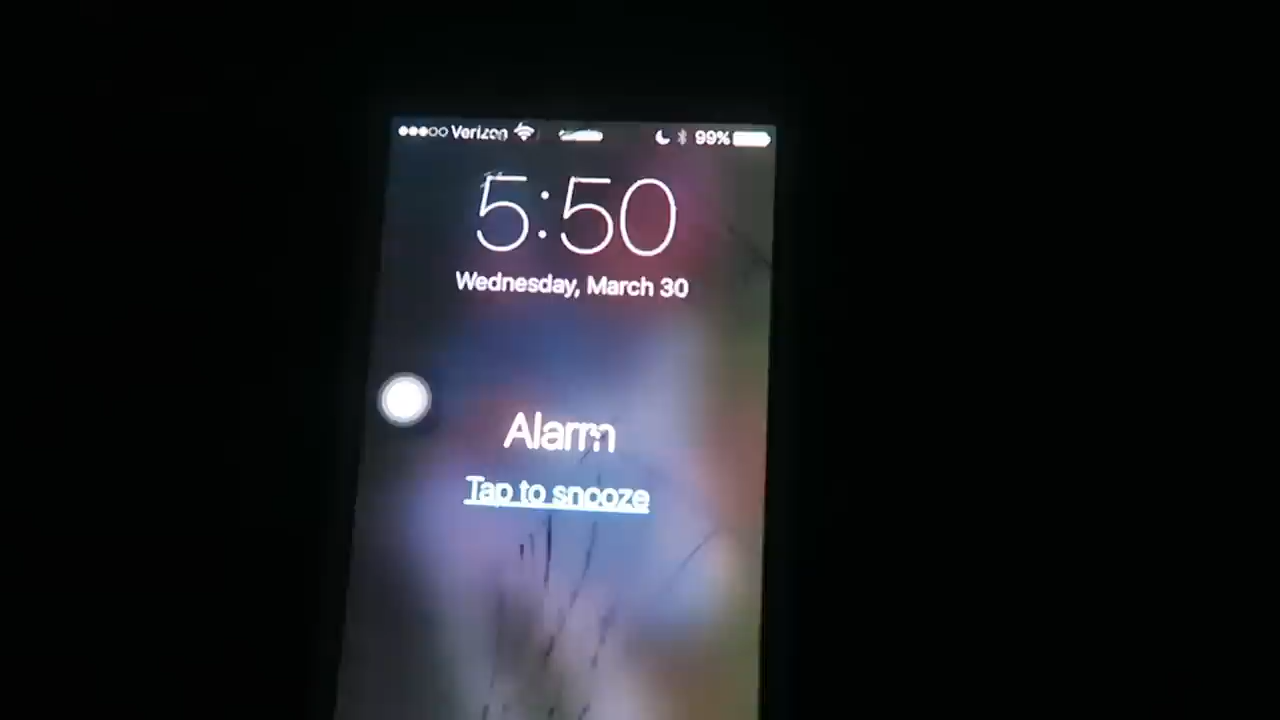 Verizon 99%
5:50
Wednesday, March 30
Alarm
Tap to snooze